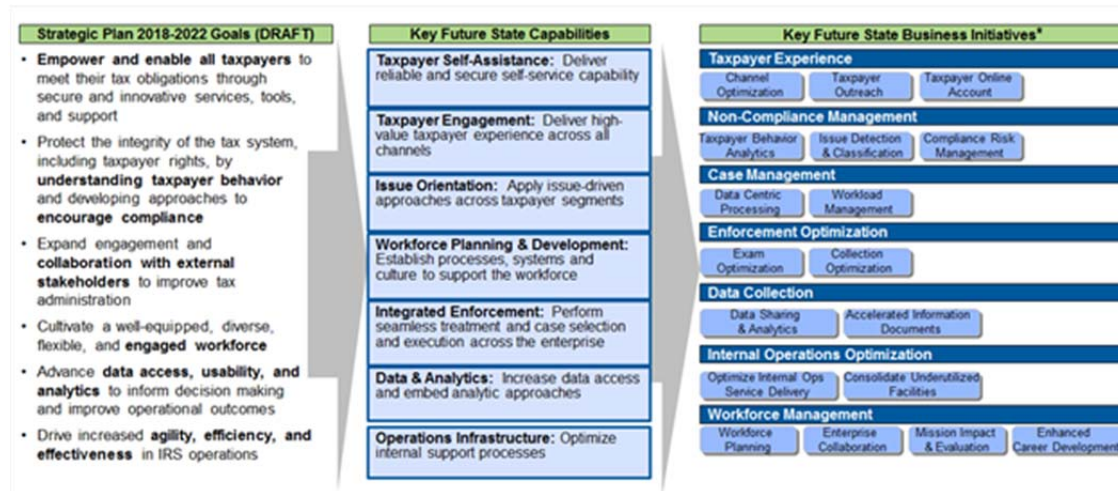 Strategic Plan 2018-2022 Goals (DRAFT)
• Empower and enable all taxpayers to
meet their tax obligations through
secure and innovative services, tools,
and support
• Protect the integrity of the tax system,
including taxpayer rights, by
understanding taxpayer behavior
and developing approaches to
encourage compliance
• Expand engagement and
collaboration with external
stakeholders to improve tax
administration
• Cultivate a well-equipped, diverse,
flexible, and engaged workforce
• Advance data access, usability, and
analytics to inform decision making
and improve operational outcomes
• Drive increased agility, efficiency, and
effectiveness in IRS operations
Key Future State Capabilities
Taxpayer Self-Assistance: Deliver
reliable and secure self-service capability
Taxpayer Engagement: Deliver high-
value taxpayer experience across all
channels
Issue Orientation: Apply issue-driven
approaches across taxpayer segments
Workforce Planning & Development:
Establish processes, systems and
culture to support the workforce
Integrated Enforcement: Perform
seamless treatment and case selection
and execution across the enterprise
Data & Analytics: Increase data access
and embed analytic approaches
Operations Infrastructure: Optimize
internal support processes
Key Future State Business Initiatives*
Taxpayer Experience
Channel
Optimization
Taxpayer
Outreach
Taxpayer Online
Account
Non-Compliance Management
Taxpayer Behavior
Analytics
Issue Detection
& Classification
Compliance Risk
Management
Case Management
Data Centric
Processing
Workload
Management
Enforcement Optimization
Exam
Optimization
Collection
Optimization
Data Collection
Data Sharing
& Analytics
Accelerated Information
Documents
Internal Operations Optimization
Optimize Internal Ops
Service Delivery
Consolidate Underutilized
Facilities
Workforce Management
Workforce
Planning
Enterprise
Collaboration
Mission Impact
& Evaluation
Enhanced
Career Development